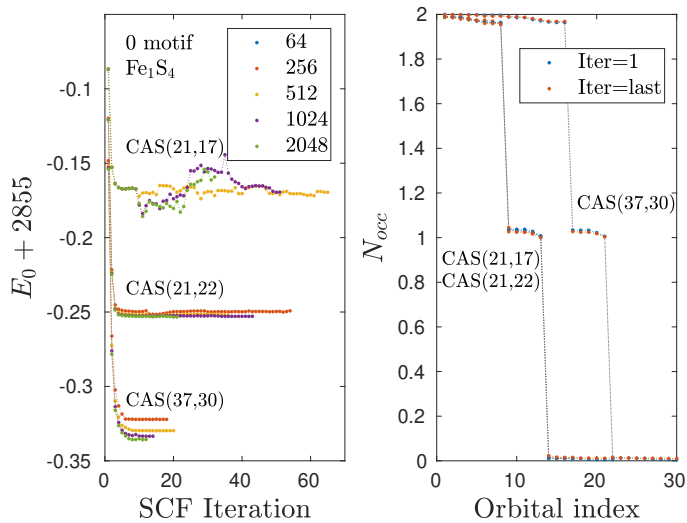 0 motif
Fe₁S₄
64
256
512
1024
2048
CAS(21,17)
CAS(21,22)
CAS(37,30)
-0.1
-0.15
-0.2
-0.25
-0.3
-0.35
E₀ + 2855
0
20
40
60
SCF Iteration
Iter=1
Iter=last
CAS(37,30)
CAS(21,17)
CAS(21,22)
2
1.8
1.6
1.4
1.2
1
0.8
0.6
0.4
0.2
0
N_occ
0
10
20
30
Orbital index